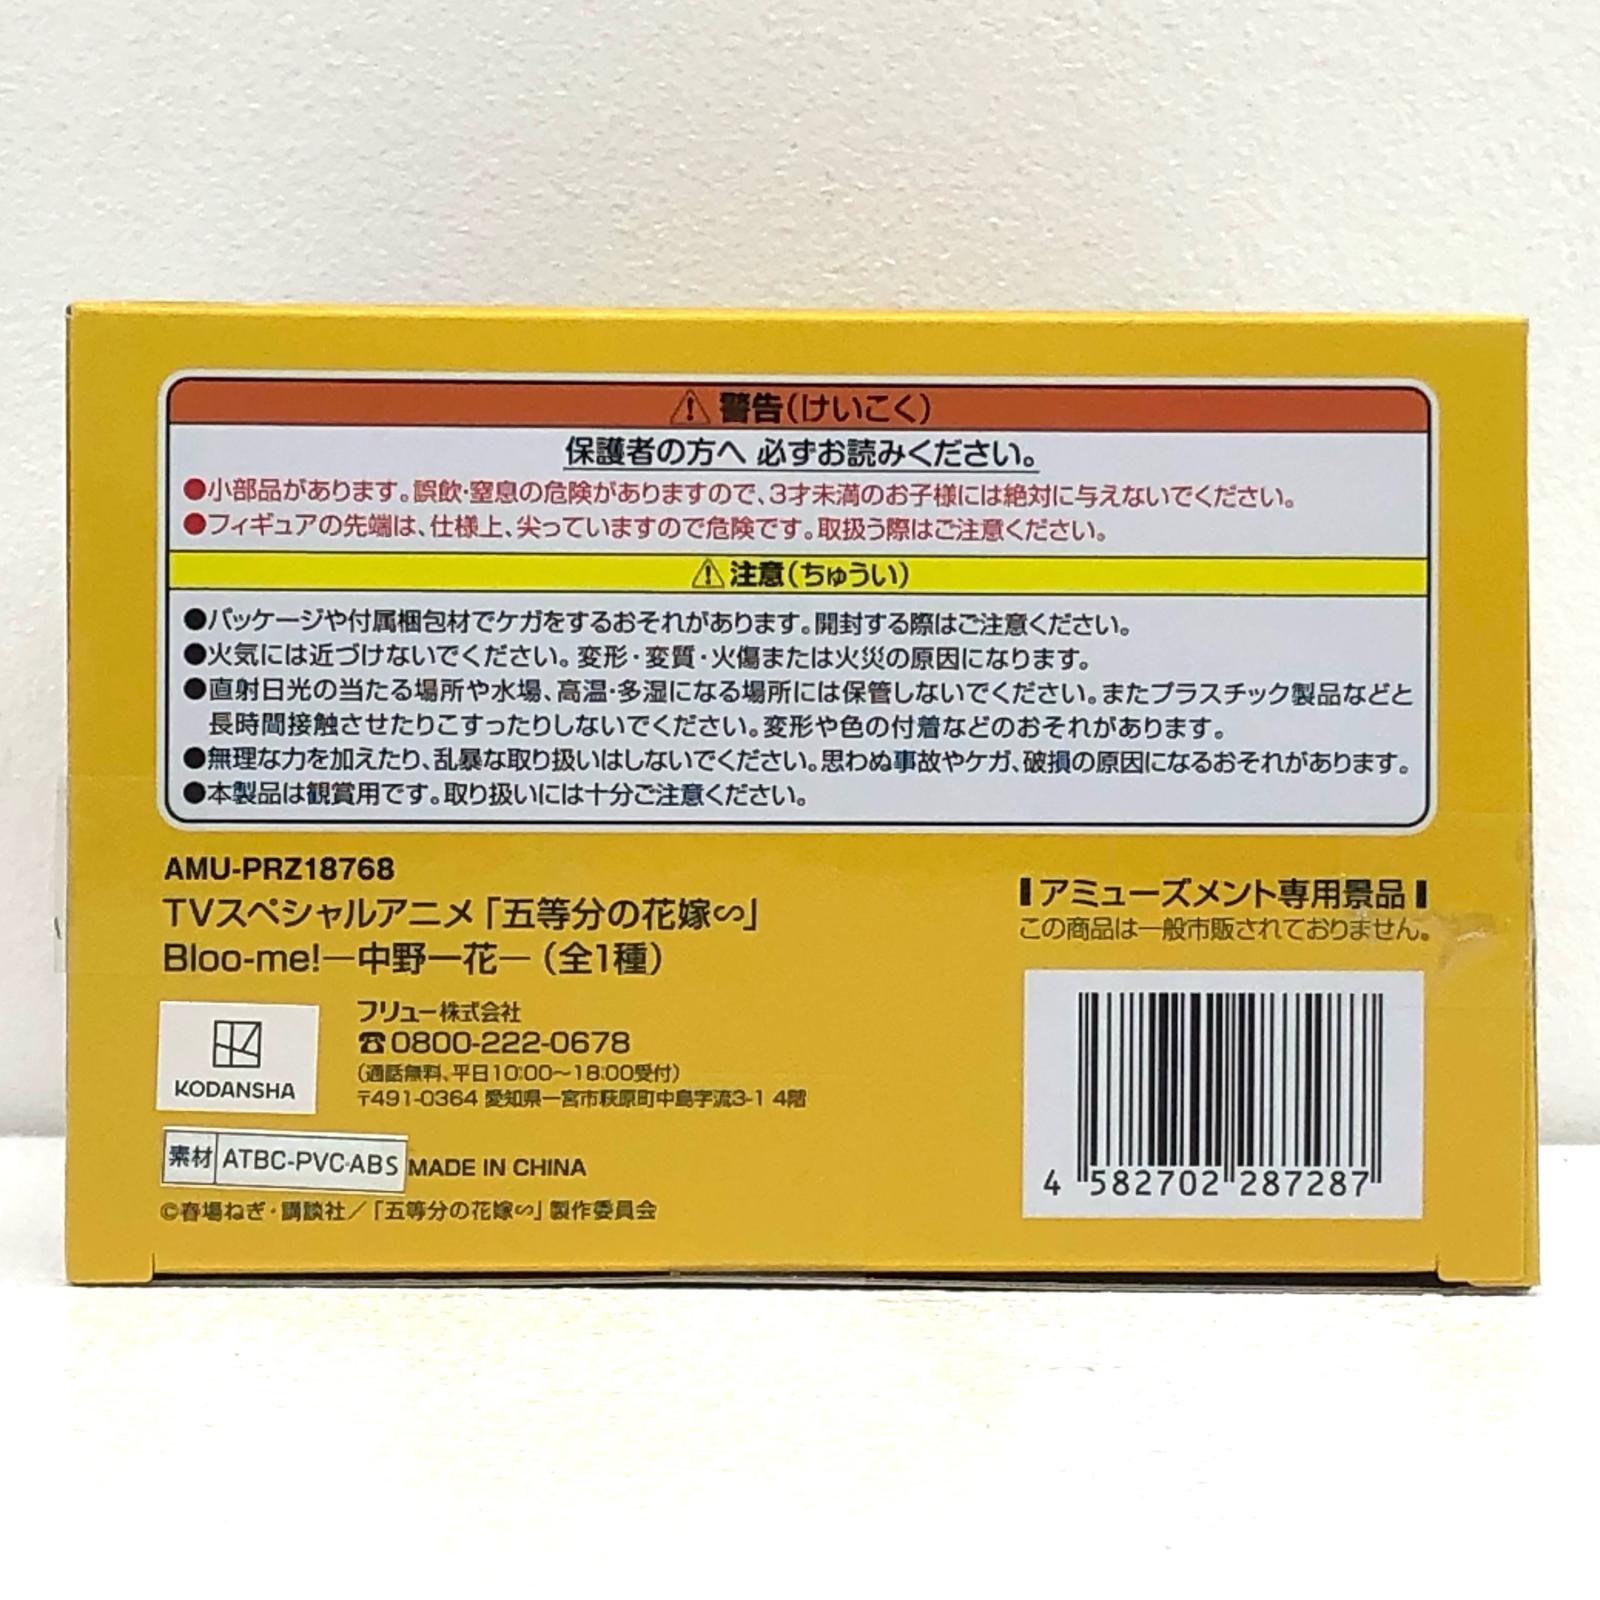 ⚠警告(けいこく)
保護者の方へ 必ずお読みください。
●小部品があります。誤飲・窒息の危険がありますので、3才未満のお子様には絶対に与えないでください。
●フィギュアの先端は、仕様上、尖っていますので危険です。取扱う際はご注意ください。
⚠注意(ちゅうい)
●パッケージや付属梱包材でケガをするおそれがあります。開封する際はご注意ください。
●火気には近づけないでください。変形・変質・火傷または火災の原因になります。
●直射日光の当たる場所や水場、高温・多湿になる場所には保管しないでください。またプラスチック製品などと
長時間接触させたりこすったりしないでください。変形や色の付着などのおそれがあります。
●無理な力を加えたり、乱暴な取り扱いはしないでください。思わぬ事故やケガ、破損の原因になるおそれがあります。
●本製品は観賞用です。取り扱いには十分ご注意ください。
AMU-PRZ18768
TVスペシャルアニメ「五等分の花嫁∽」
Bloo-me!―中野一花―(全1種)
KODANSHA
フリュー株式会社
☎0800-222-0678
(通話無料、平日10:00~18:00受付)
〒491-0364 愛知県一宮市萩原町中島字流3-1 4階
素材 ATBC-PVC・ABS MADE IN CHINA
©春場ねぎ・講談社/「五等分の花嫁∽」製作委員会
▌アミューズメント専用景品▐
この商品は一般市販されておりません。
4 582702 287287